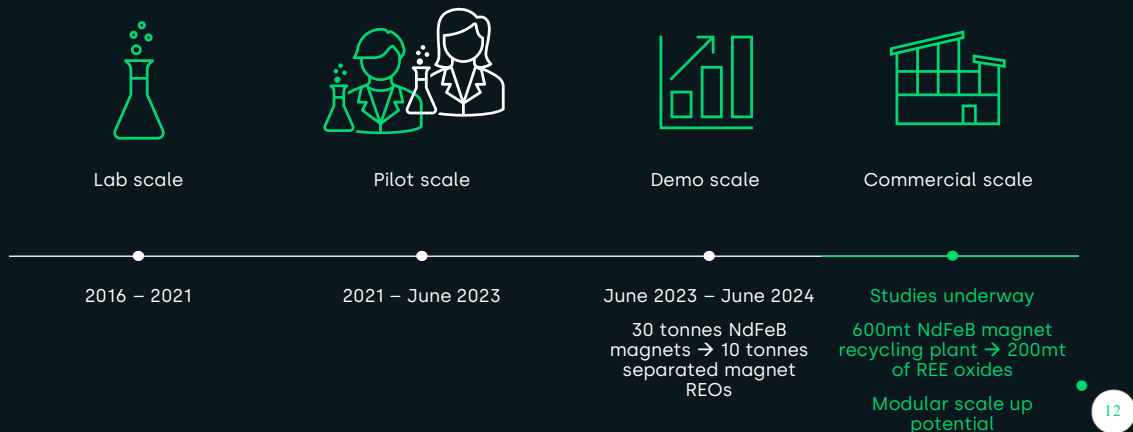 Lab scale
Pilot scale
Demo scale
Commercial scale
2016 – 2021
2021 – June 2023
June 2023 – June 2024
30 tonnes NdFeB
magnets → 10 tonnes
separated magnet
REOs
Studies underway
600mt NdFeB magnet
recycling plant → 200mt
of REE oxides
Modular scale up
potential
12